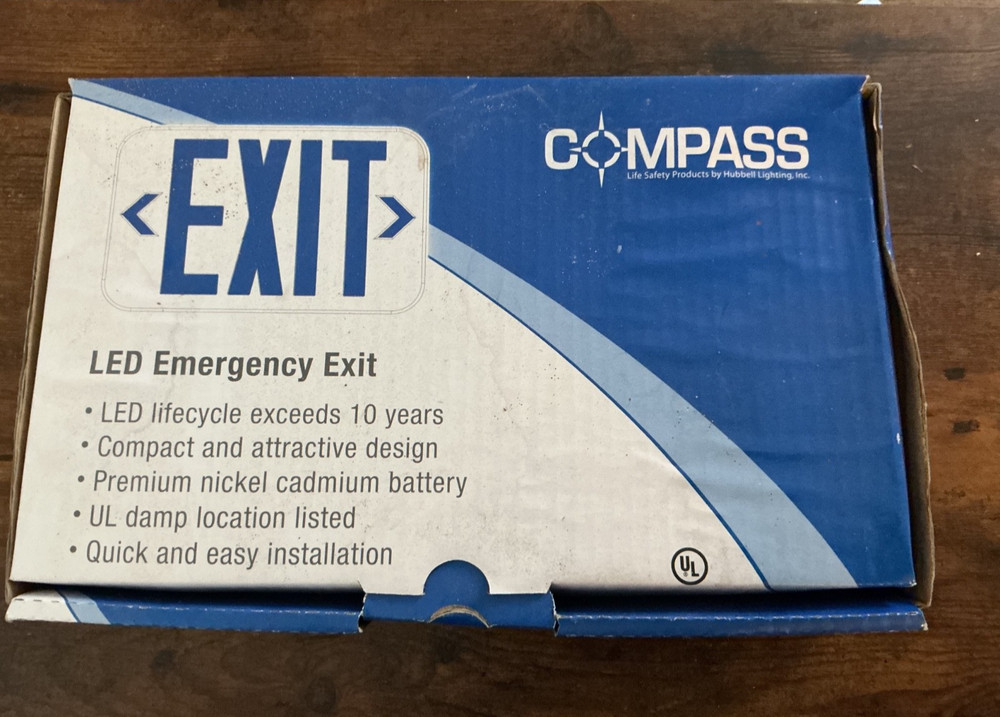 EXIT
COMPASS
Life Safety Products by Hubbell Lighting, Inc.
LED Emergency Exit
• LED lifecycle exceeds 10 years
• Compact and attractive design
• Premium nickel cadmium battery
• UL damp location listed
• Quick and easy installation
UL